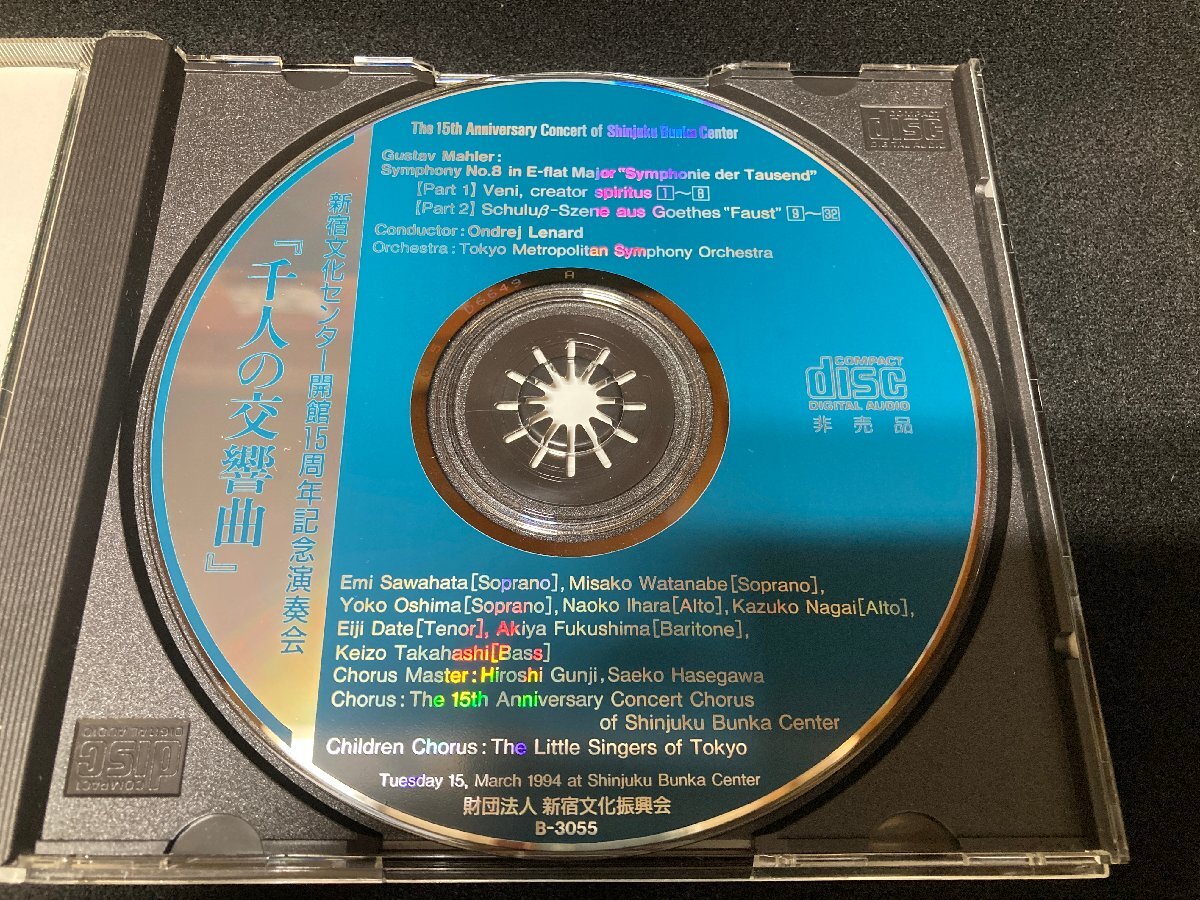 The 15th Anniversary Concert of Shinjuku Bunka Center
Gustav Mahler:
Symphony No.8 in E-flat Major "Symphonie der Tausend"
【Part 1】Veni, creator spiritus 1～8
【Part 2】Schuluβ-Szene aus Goethes "Faust" 9～32
Conductor: Ondrej Lenard
Orchestra: Tokyo Metropolitan Symphony Orchestra
新宿文化センター開館15周年記念演奏会
『千人の交響曲』
COMPACT
disc
DIGITAL AUDIO
非売品
Emi Sawahata[Soprano], Misako Watanabe[Soprano],
Yoko Oshima[Soprano], Naoko Ihara[Alto], Kazuko Nagai[Alto],
Eiji Date[Tenor], Akiya Fukushima[Baritone],
Keizo Takahashi[Bass]
Chorus Master: Hiroshi Gunji, Saeko Hasegawa
Chorus: The 15th Anniversary Concert Chorus
of Shinjuku Bunka Center
Children Chorus: The Little Singers of Tokyo
Tuesday 15, March 1994 at Shinjuku Bunka Center
財団法人 新宿文化振興会
B-3055
disc
COMPACT
disc
DIGITAL AUDIO